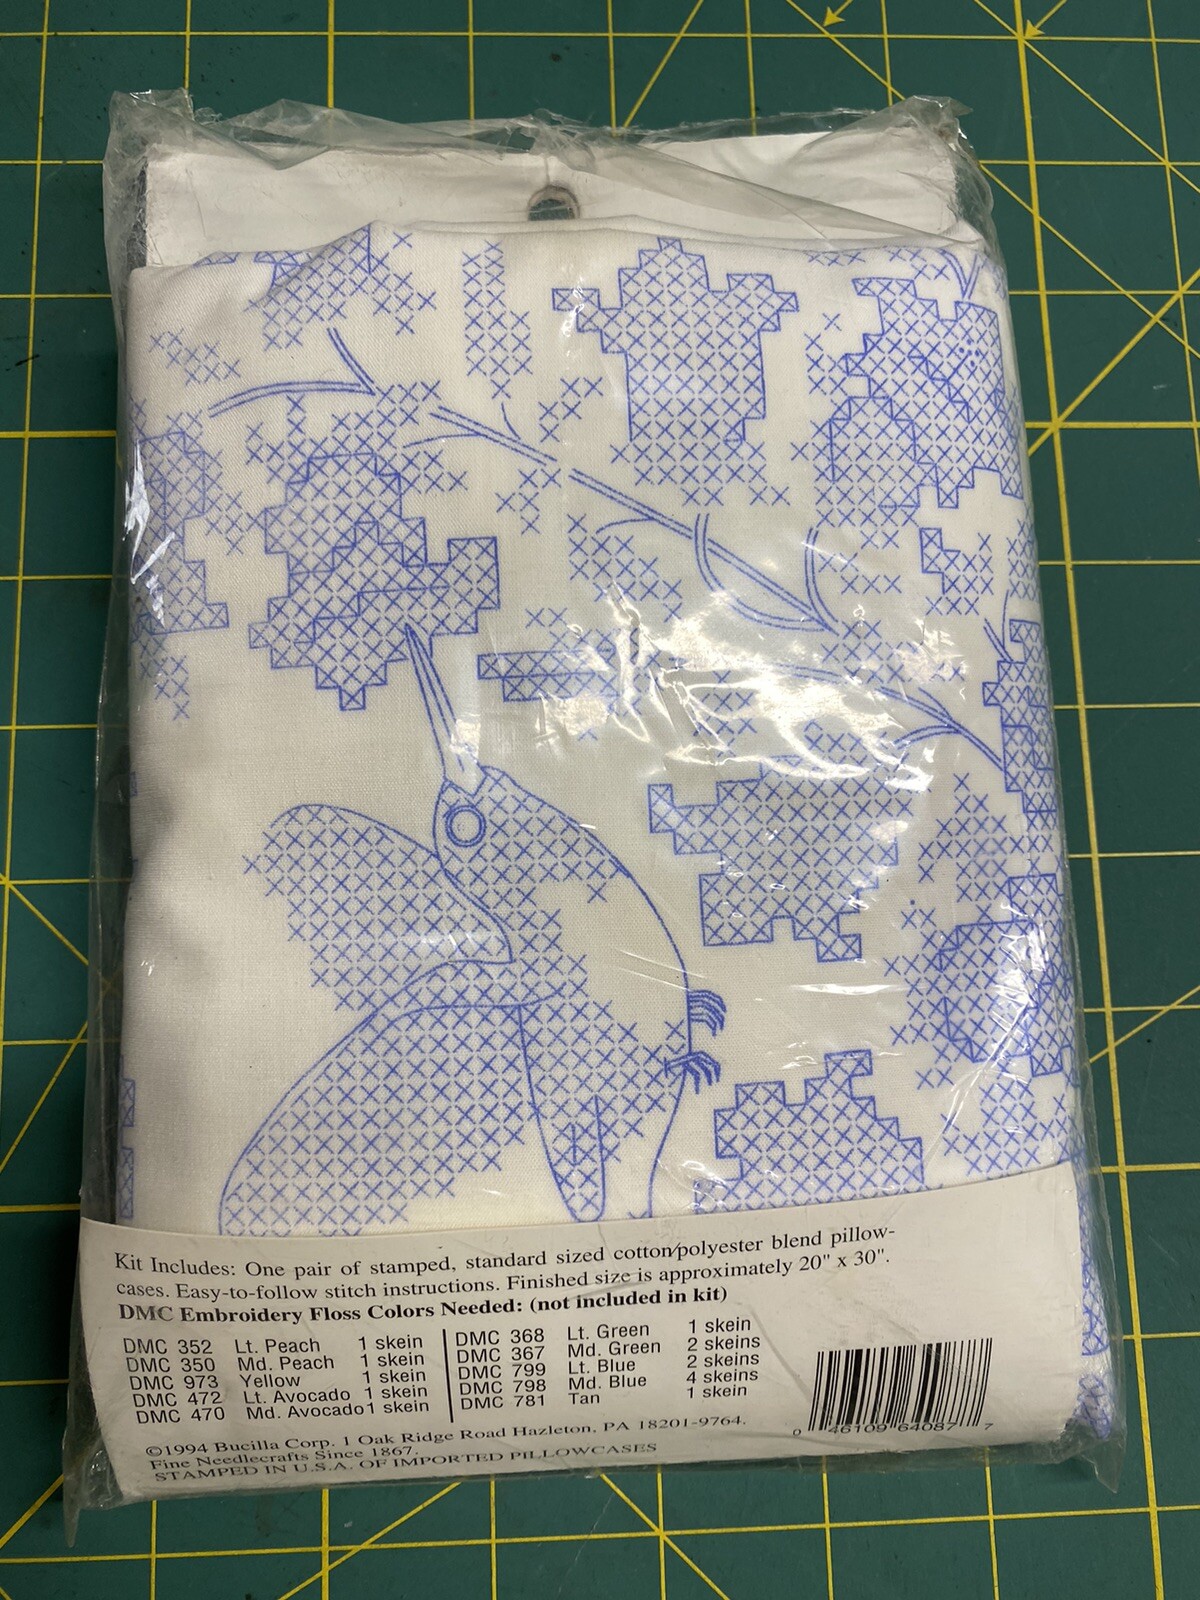 Kit Includes: One pair of stamped, standard sized cotton/polyester blend pillow-
cases. Easy-to-follow stitch instructions. Finished size is approximately 20" x 30".
DMC Embroidery Floss Colors Needed: (not included in kit)
DMC 352 Lt. Peach 1 skein
DMC 350 Md. Peach 1 skein
DMC 973 Yellow 1 skein
DMC 472 Lt. Avocado 1 skein
DMC 470 Md. Avocado 1 skein
DMC 368 Lt. Green 1 skein
DMC 367 Md. Green 2 skeins
DMC 799 Lt. Blue 2 skeins
DMC 798 Md. Blue 4 skeins
DMC 781 Tan 1 skein
0 46109 64087 7
©1994 Bucilla Corp. 1 Oak Ridge Road Hazleton, PA 18201-9764.
Fine Needlecrafts Since 1867.
STAMPED IN U.S.A. OF IMPORTED PILLOWCASES